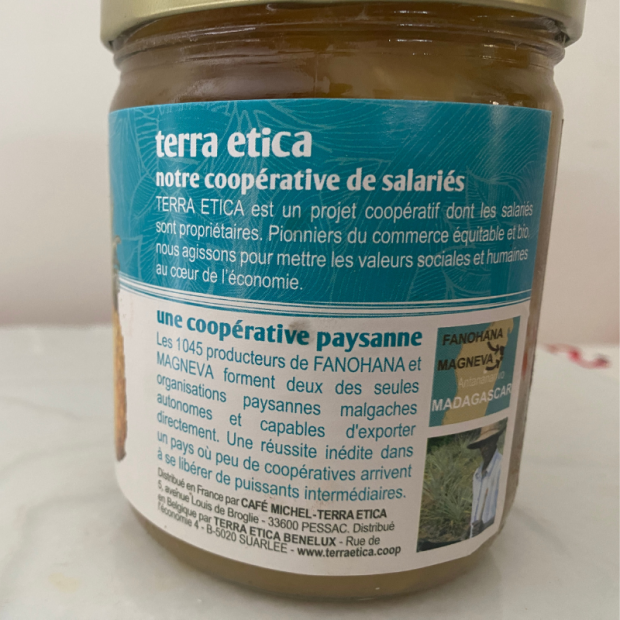 terra etica
notre coopérative de salariés
TERRA ETICA est un projet coopératif dont les salariés
sont propriétaires. Pionniers du commerce équitable et bio,
nous agissons pour mettre les valeurs sociales et humaines
au cœur de l'économie.
une coopérative paysanne
Les 1045 producteurs de FANOHANA et
MAGNEVA forment deux des seules
organisations paysannes malgaches
autonomes et capables d'exporter
directement. Une réussite inédite dans
un pays où peu de coopératives arrivent
à se libérer de puissants intermédiaires.
FANOHANA
MAGNEVA
MADAGASCAR
Distribué en France par CAFÉ MICHEL-TERRA ETICA
5, avenue Louis de Broglie - 33600 PESSAC. Distribué
en Belgique par TERRA ETICA BENELUX - Rue de
l'économie 4 - B-5020 SUARLEE - www.terraetica.coop